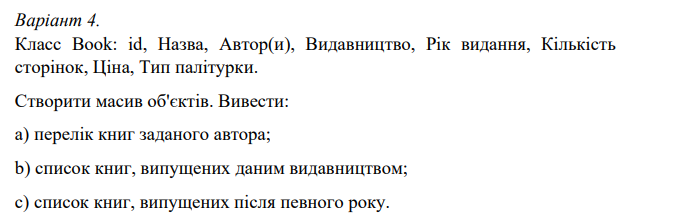 Варіант 4.
Класс Book: id, Назва, Автор(и), Видавництво, Рік видання, Кількість
сторінок, Ціна, Тип палітурки.
Створити масив об'єктів. Вивести:
a) перелік книг заданого автора;
b) список книг, випущених даним видавництвом;
c) список книг, випущених після певного року.